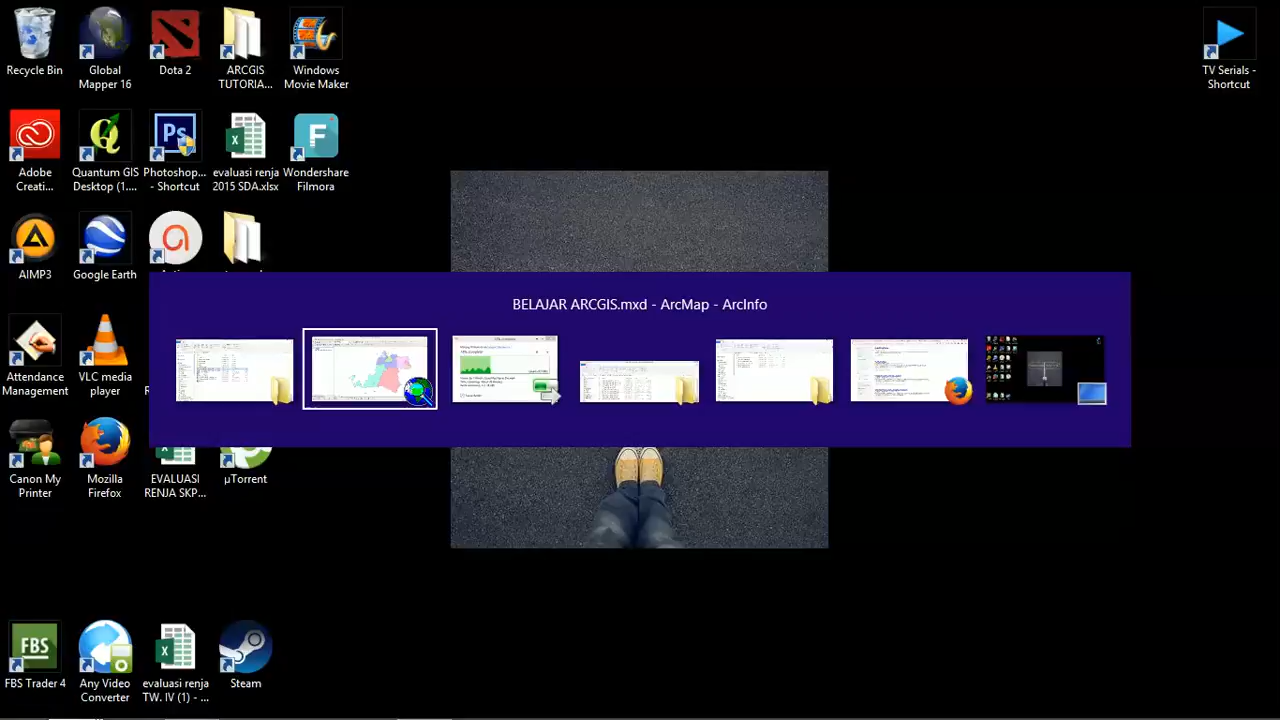 Recycle Bin
Global
Mapper 16
Dota 2
ARCGIS
TUTORIA...
Windows
Movie Maker
TV Serials -
Shortcut
Adobe
Creati...
Quantum GIS
Desktop (1....
Photoshop...
- Shortcut
evaluasi renja
2015 SDA.xlsx
Wondershare
Filmora
AIMP3
Google Earth
BELAJAR ARCGIS.mxd - ArcMap - ArcInfo
Attendance
Management
VLC media
player
Canon My
Printer
Mozilla
Firefox
EVALUASI
RENJA SKP...
µTorrent
FBS
FBS Trader 4
Any Video
Converter
evaluasi renja
TW. IV (1) - ...
Steam